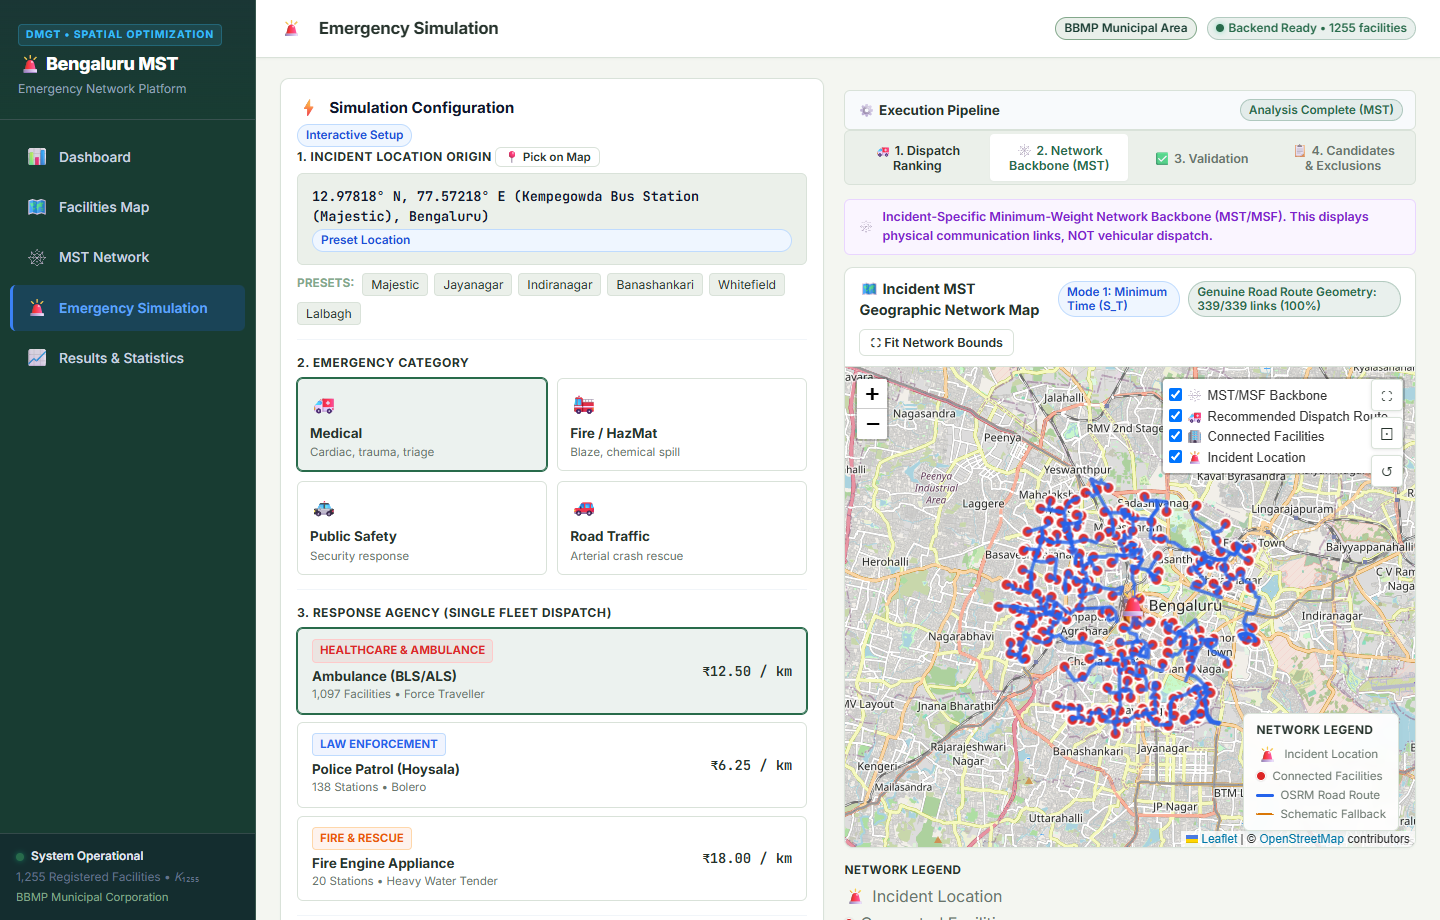 DMGT • SPATIAL OPTIMIZATION
Bengaluru MST
Emergency Network Platform
Dashboard
Facilities Map
MST Network
Emergency Simulation
Results & Statistics
System Operational
1,255 Registered Facilities • K₁₂₅₅
BBMP Municipal Corporation
Emergency Simulation
BBMP Municipal Area
Backend Ready • 1255 facilities
Simulation Configuration
Interactive Setup
1. INCIDENT LOCATION ORIGIN
Pick on Map
12.97818° N, 77.57218° E (Kempegowda Bus Station
(Majestic), Bengaluru)
Preset Location
PRESETS:
Majestic
Jayanagar
Indiranagar
Banashankari
Whitefield
Lalbagh
2. EMERGENCY CATEGORY
Medical
Cardiac, trauma, triage
Fire / HazMat
Blaze, chemical spill
Public Safety
Security response
Road Traffic
Arterial crash rescue
3. RESPONSE AGENCY (SINGLE FLEET DISPATCH)
HEALTHCARE & AMBULANCE
Ambulance (BLS/ALS)
1,097 Facilities • Force Traveller
₹12.50 / km
LAW ENFORCEMENT
Police Patrol (Hoysala)
138 Stations • Bolero
₹6.25 / km
FIRE & RESCUE
Fire Engine Appliance
20 Stations • Heavy Water Tender
₹18.00 / km
Execution Pipeline
Analysis Complete (MST)
1. Dispatch
Ranking
2. Network
Backbone (MST)
3. Validation
4. Candidates
& Exclusions
Incident-Specific Minimum-Weight Network Backbone (MST/MSF). This displays
physical communication links, NOT vehicular dispatch.
Incident MST
Geographic Network Map
Mode 1: Minimum
Time (S_T)
Genuine Road Route Geometry:
339/339 links (100%)
Fit Network Bounds
+
−
MST/MSF Backbone
Recommended Dispatch Route
Connected Facilities
Incident Location
Jalahalli
Nagasandra
Peenya
RMV 2nd Stage
Yeswanthpur
Peenya
Industrial
Area
Laggere
Kaval Byrasandra
Lingarajapuram
Herohalli
Baiyyappanahalli
C V Ram
Bengaluru
Indiranagar
Nagarabhavi
Agrahara
MV Layout
Jnana Bharathi
Rajarajeshwari
Nagar
Banashankari
Jayanagar
Kengeri
Mailasandra
BTM L
JP Nagar
Uttarahalli
NETWORK LEGEND
Incident Location
Connected Facilities
OSRM Road Route
Schematic Fallback
Leaflet | © OpenStreetMap contributors
NETWORK LEGEND
Incident Location